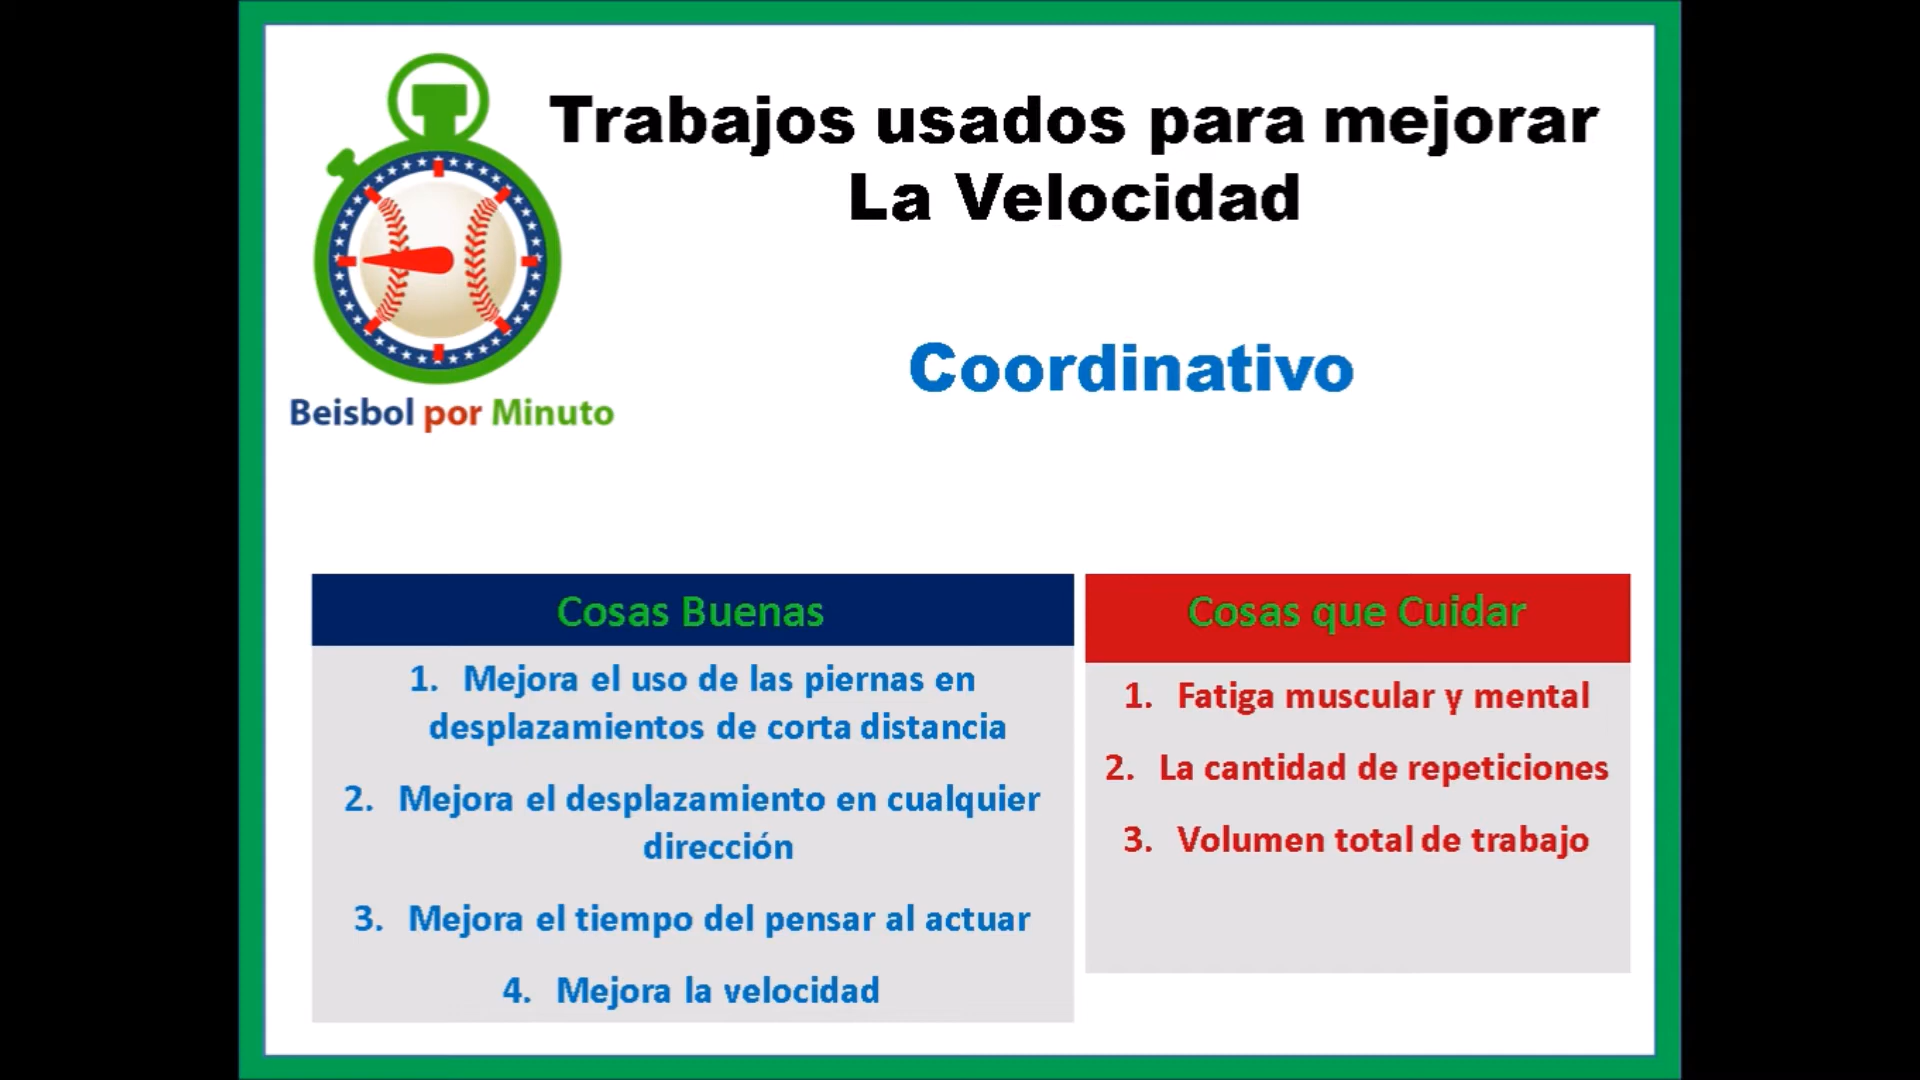 Trabajos usados para mejorar
La Velocidad
Coordinativo
Beisbol por Minuto
Cosas Buenas
1. Mejora el uso de las piernas en
desplazamientos de corta distancia
2. Mejora el desplazamiento en cualquier
dirección
3. Mejora el tiempo del pensar al actuar
4. Mejora la velocidad
Cosas que Cuidar
1. Fatiga muscular y mental
2. La cantidad de repeticiones
3. Volumen total de trabajo